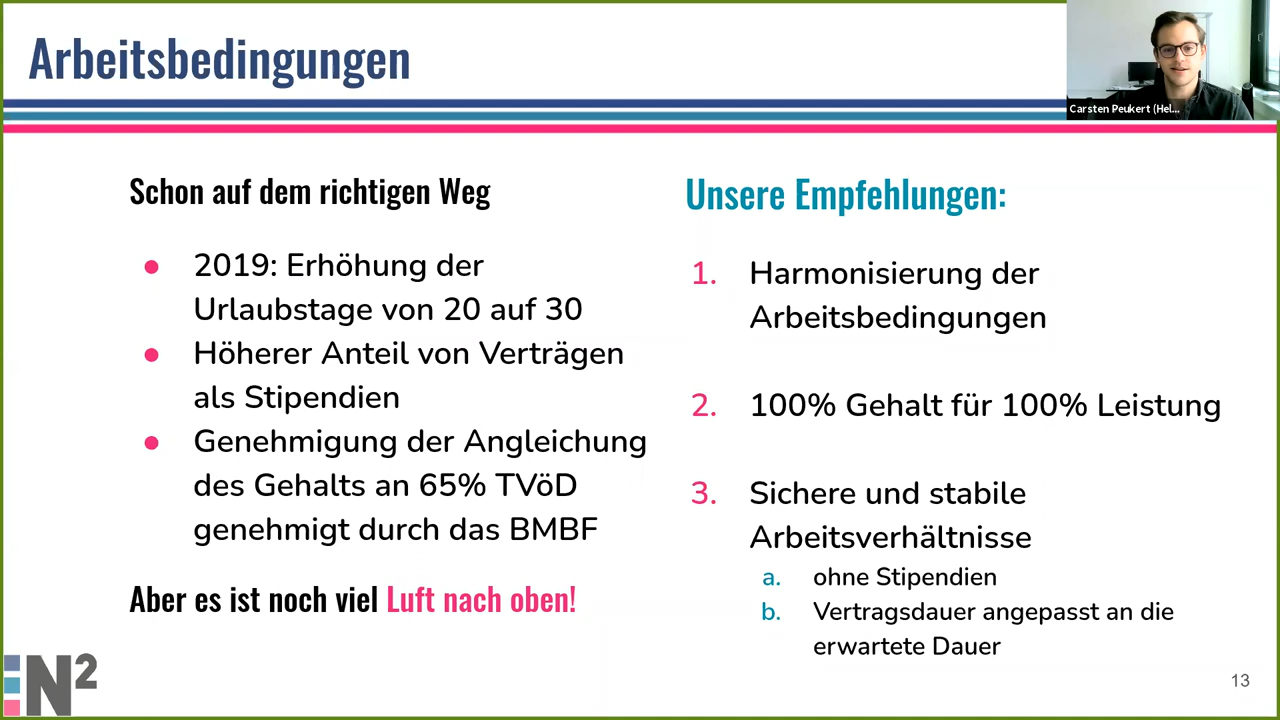 Arbeitsbedingungen
Carsten Peukert (Hel...
Schon auf dem richtigen Weg
● 2019: Erhöhung der
Urlaubstage von 20 auf 30
● Höherer Anteil von Verträgen
als Stipendien
● Genehmigung der Angleichung
des Gehalts an 65% TVöD
genehmigt durch das BMBF
Aber es ist noch viel Luft nach oben!
Unsere Empfehlungen:
1. Harmonisierung der
Arbeitsbedingungen
2. 100% Gehalt für 100% Leistung
3. Sichere und stabile
Arbeitsverhältnisse
a. ohne Stipendien
b. Vertragsdauer angepasst an die
erwartete Dauer
N²
13